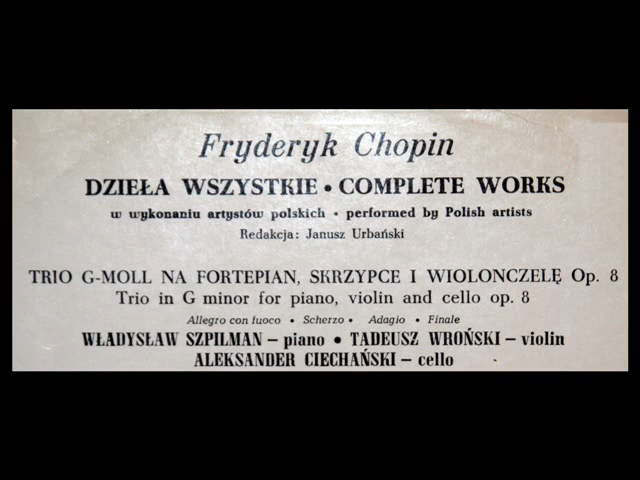 Fryderyk Chopin
DZIEŁA WSZYSTKIE • COMPLETE WORKS
w wykonaniu artystów polskich • performed by Polish artists
Redakcja: Janusz Urbański
TRIO G-MOLL NA FORTEPIAN, SKRZYPCE I WIOLONCZELĘ Op. 8
Trio in G minor for piano, violin and cello op. 8
Allegro con fuoco • Scherzo • Adagio • Finale
WŁADYSŁAW SZPILMAN – piano • TADEUSZ WROŃSKI – violin
ALEKSANDER CIECHAŃSKI – cello